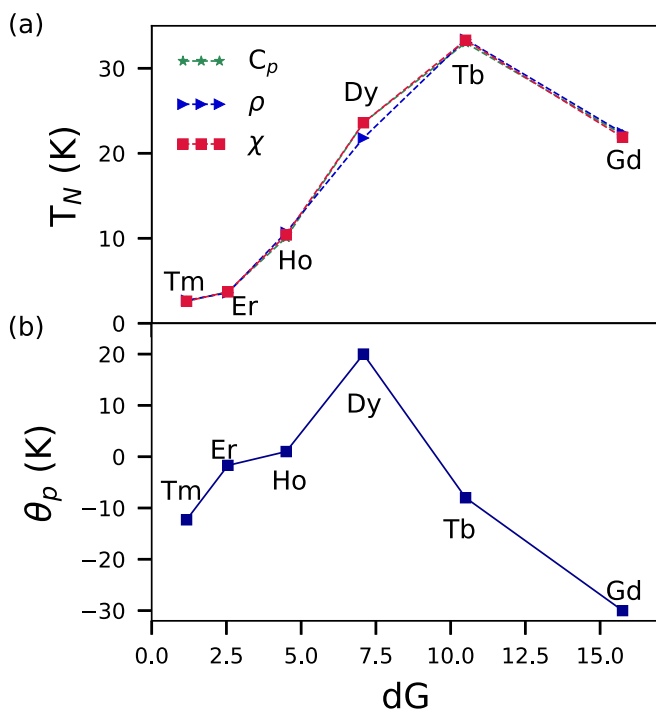 (a)
T_N (K)
30
20
10
0
C_p
ρ
χ
Tm
Er
Ho
Dy
Tb
Gd
(b)
θ_p (K)
20
10
0
−10
−20
−30
Tm
Er
Ho
Dy
Tb
Gd
0.0 2.5 5.0 7.5 10.0 12.5 15.0
dG